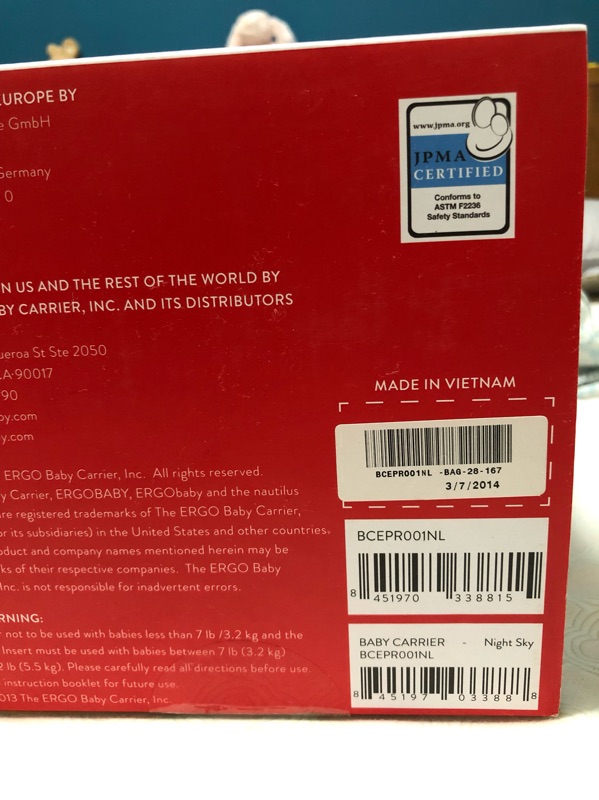 EUROPE BY
e GmbH
Germany
0
www.jpma.org
JPMA
CERTIFIED
Conforms to
ASTM F2236
Safety Standards
IN US AND THE REST OF THE WORLD BY
BY CARRIER, INC. AND ITS DISTRIBUTORS
ueroa St Ste 2050
LA-90017
90
by.com
y.com
MADE IN VIETNAM
BCEPR001NL -BAG-28-167
3/7/2014
ERGO Baby Carrier, Inc. All rights reserved.
y Carrier, ERGOBABY, ERGObaby and the nautilus
are registered trademarks of The ERGO Baby Carrier,
or its subsidiaries) in the United States and other countries.
oduct and company names mentioned herein may be
ks of their respective companies. The ERGO Baby
Inc. is not responsible for inadvertent errors.
BCEPR001NL
8 451970 338815
ARNING:
r not to be used with babies less than 7 lb /3.2 kg and the
Insert must be used with babies between 7 lb (3.2 kg)
2 lb (5.5 kg). Please carefully read all directions before use.
instruction booklet for future use.
013 The ERGO Baby Carrier, Inc
BABY CARRIER - Night Sky
BCEPR001NL
8 45197 03388 8